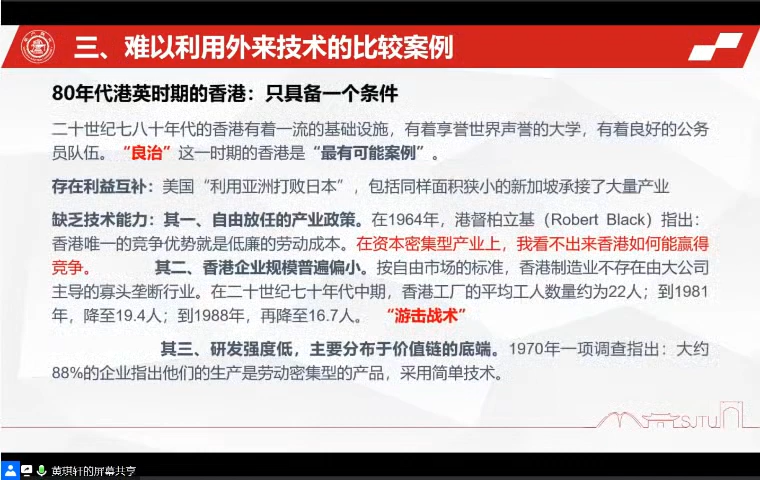 三、难以利用外来技术的比较案例
80年代港英时期的香港：只具备一个条件
二十世纪七八十年代的香港有着一流的基础设施，有着享誉世界声誉的大学，有着良好的公务
员队伍。“良治”这一时期的香港是“最有可能案例”。
存在利益互补：美国“利用亚洲打败日本”，包括同样面积狭小的新加坡承接了大量产业
缺乏技术能力：其一、自由放任的产业政策。在1964年，港督柏立基（Robert Black）指出：
香港唯一的竞争优势就是低廉的劳动成本。在资本密集型产业上，我看不出来香港如何能赢得
竞争。 其二、香港企业规模普遍偏小。按自由市场的标准，香港制造业不存在由大公司
主导的寡头垄断行业。在二十世纪七十年代中期，香港工厂的平均工人数量约为22人；到1981
年，降至19.4人；到1988年，再降至16.7人。 “游击战术”
其三、研发强度低，主要分布于价值链的底端。1970年一项调查指出：大约
88%的企业指出他们的生产是劳动密集型的产品，采用简单技术。
SJTU
黄琪轩的屏幕共享